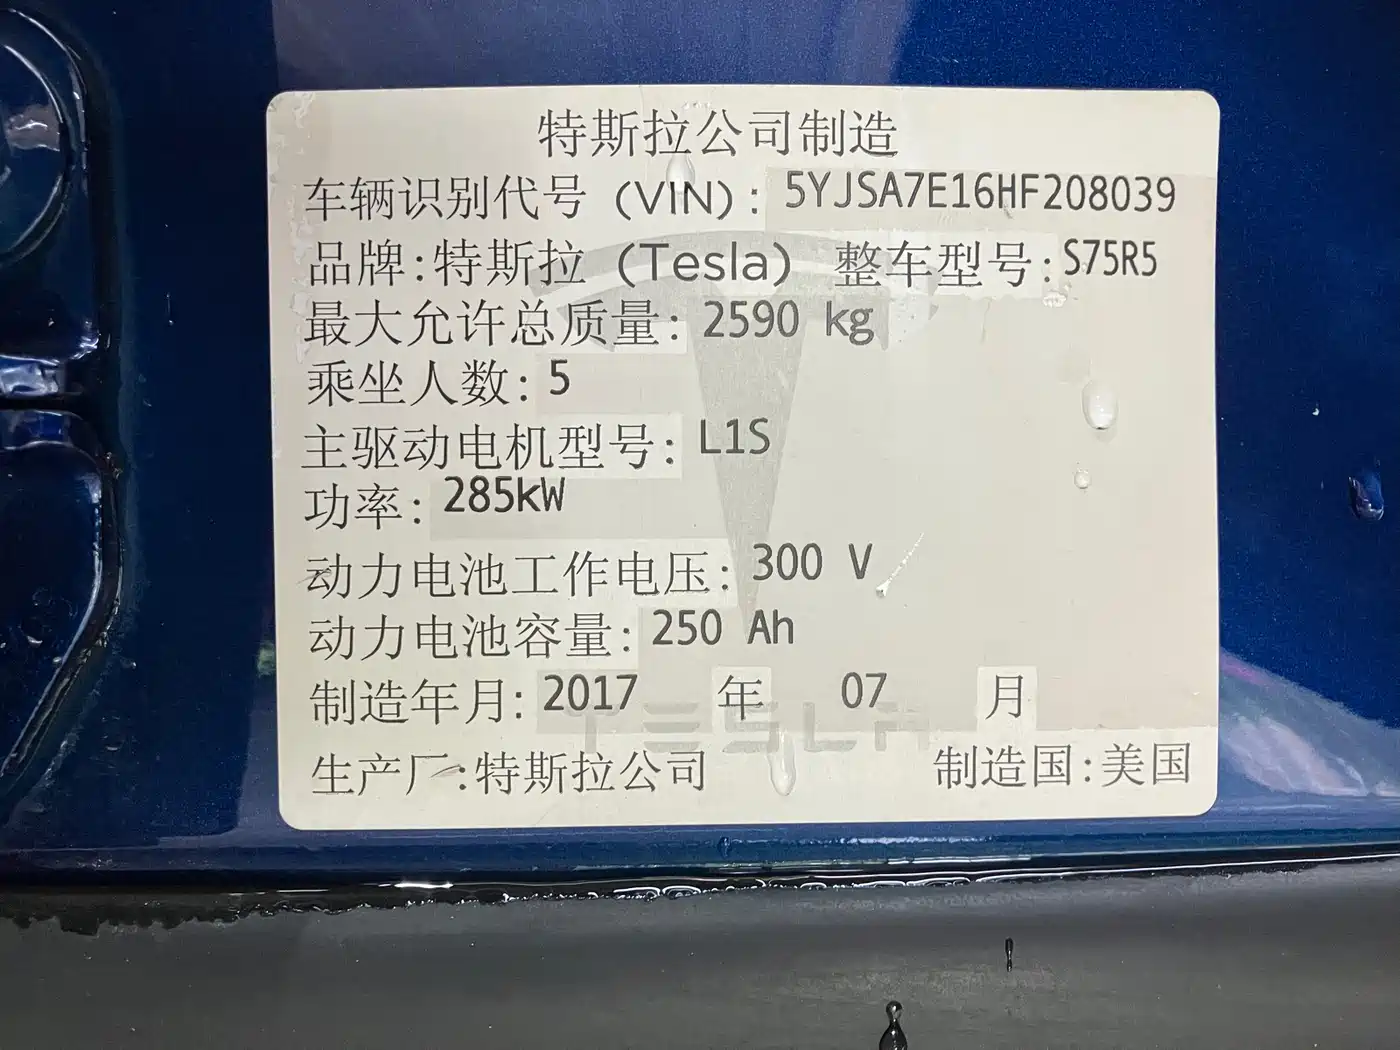 特斯拉公司制造
车辆识别代号 (VIN): 5YJSA7E16HF208039
品牌:特斯拉 (Tesla) 整车型号:S75R5
最大允许总质量: 2590 kg
乘坐人数: 5
主驱动电机型号: L1S
功率: 285kW
动力电池工作电压: 300 V
动力电池容量: 250 Ah
制造年月: 2017 年 07 月
TESLA
生产厂:特斯拉公司 制造国:美国